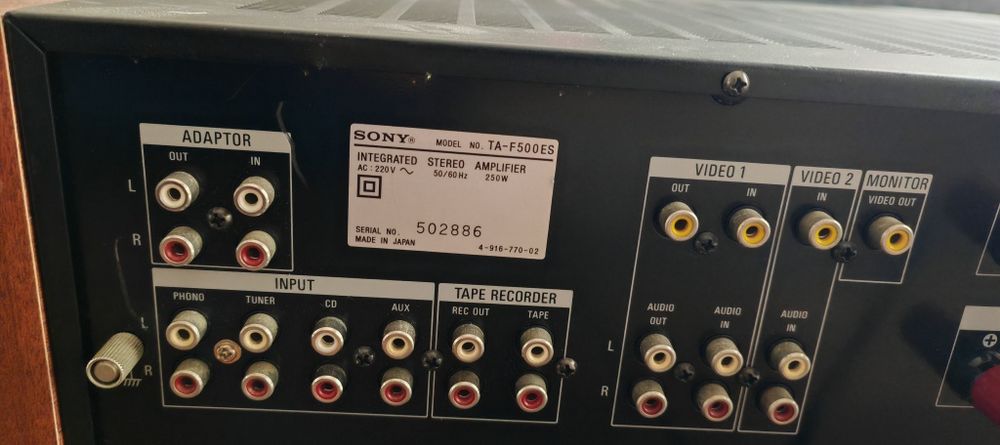 ADAPTOR
OUT IN
L
R
SONY® MODEL NO. TA-F500ES
INTEGRATED STEREO AMPLIFIER
AC: 220V ~ 50/60Hz 250W
SERIAL NO. 502886
MADE IN JAPAN 4-916-770-02
INPUT
PHONO TUNER CD AUX
L
R
TAPE RECORDER
REC OUT TAPE
VIDEO 1
OUT IN
VIDEO 2
IN
MONITOR
VIDEO OUT
AUDIO OUT
AUDIO IN
AUDIO IN
L
R